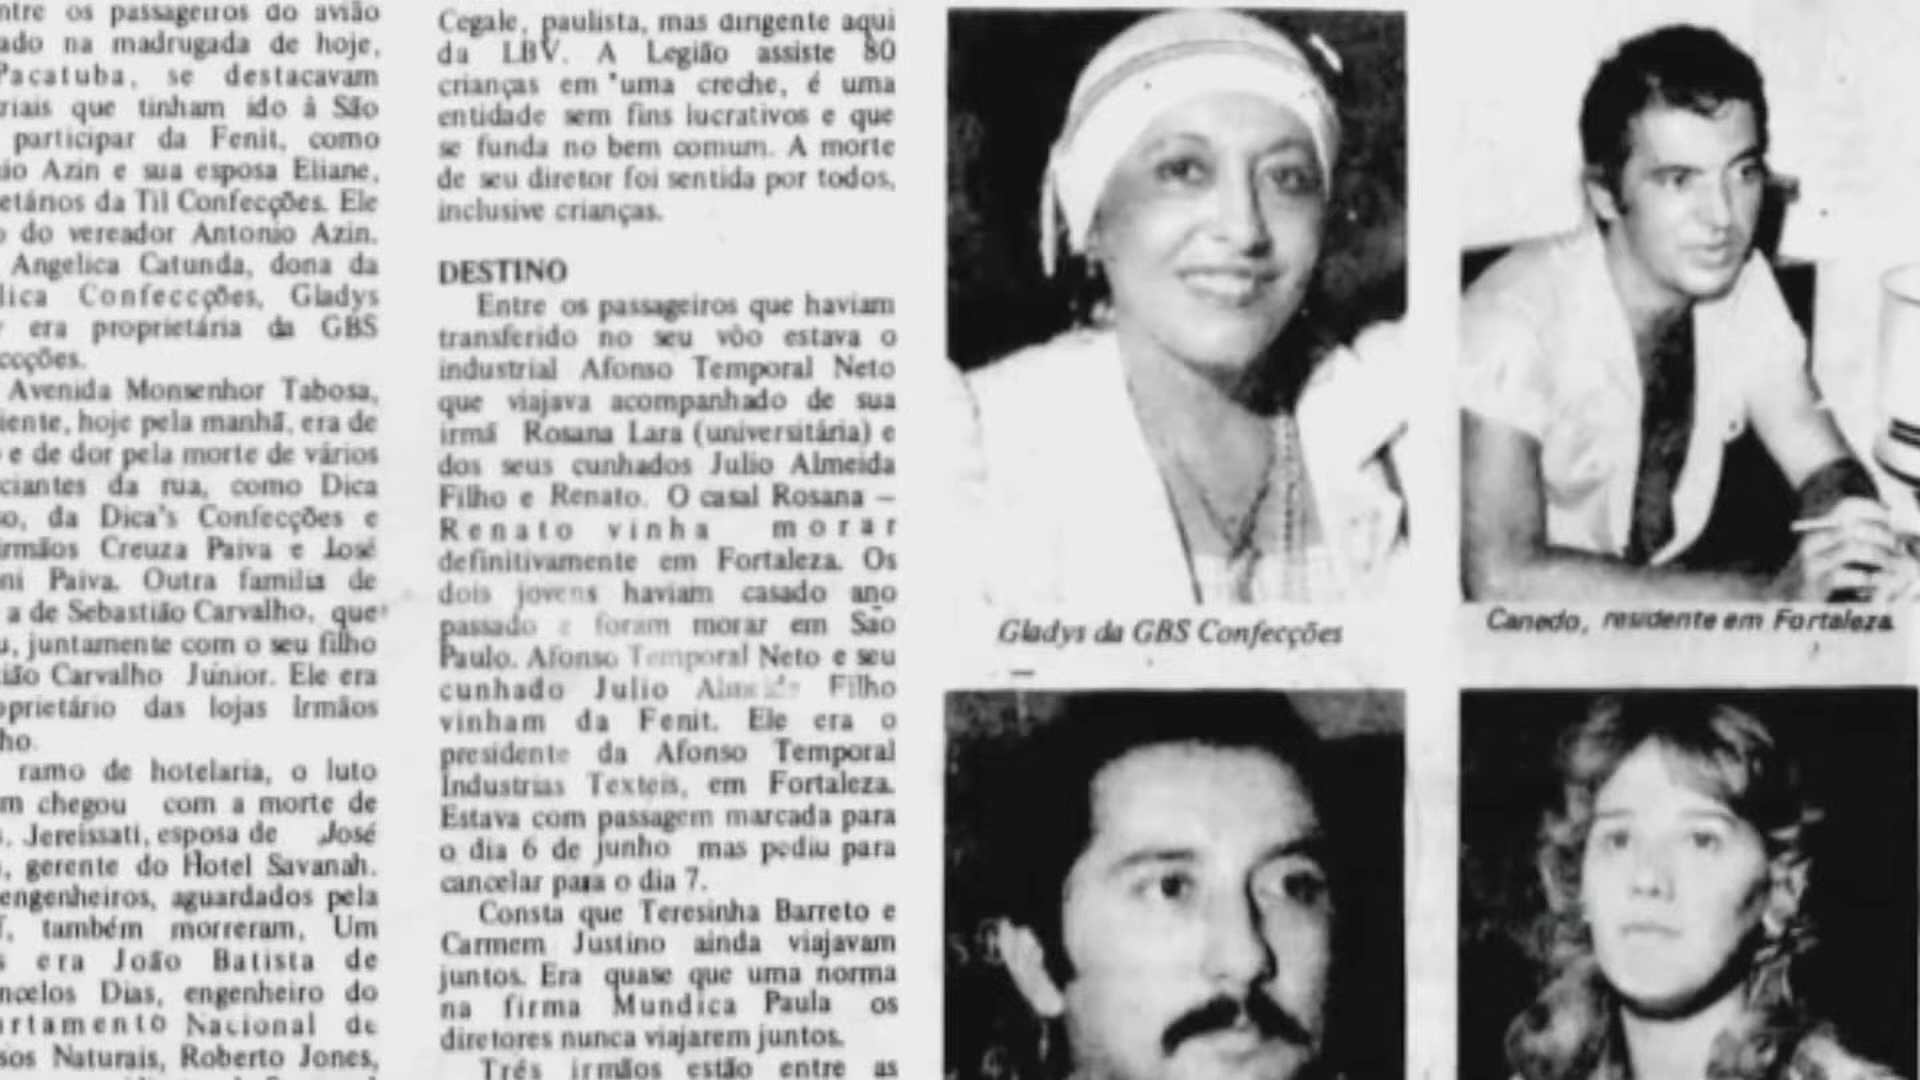 ntre os passageiros do avião
ado na madrugada de hoje,
Pacatuba, se destacavam
riais que tinham ido à São
participar da Fenit, como
io Azin e sua esposa Eliane,
etários da Til Confecções. Ele
o do vereador Antonio Azin.
Angelica Catunda, dona da
lica Confeccções, Gladys
era proprietária da GBS
ccções.
Avenida Monsenhor Tabosa,
iente, hoje pela manhã, era de
e de dor pela morte de vários
ciantes da rua, como Dica
so, da Dica's Confecções e
irmãos Creuza Paiva e José
ni Paiva. Outra familia de
a de Sebastião Carvalho, que
u, juntamente com o seu filho
ião Carvalho Júnior. Ele era
oprietário das lojas Irmãos
ho.
ramo de hotelaria, o luto
m chegou com a morte de
. Jereissati, esposa de José
, gerente do Hotel Savanah.
engenheiros, aguardados pela
, também morreram, Um
s era João Batista de
ncelos Dias, engenheiro do
artamento Nacional de
sos Naturais, Roberto Jones,
Cegale, paulista, mas dirigente aqui
da LBV. A Legião assiste 80
crianças em uma creche, é uma
entidade sem fins lucrativos e que
se funda no bem comum. A morte
de seu diretor foi sentida por todos,
inclusive crianças.
DESTINO
Entre os passageiros que haviam
transferido no seu vôo estava o
industrial Afonso Temporal Neto
que viajava acompanhado de sua
irmã Rosana Lara (universitária) e
dos seus cunhados Julio Almeida
Filho e Renato. O casal Rosana –
Renato vinha morar
definitivamente em Fortaleza. Os
dois jovens haviam casado ano
passado e foram morar em São
Paulo. Afonso Temporal Neto e seu
cunhado Julio Almeida Filho
vinham da Fenit. Ele era o
presidente da Afonso Temporal
Industrias Texteis, em Fortaleza.
Estava com passagem marcada para
o dia 6 de junho mas pediu para
cancelar para o dia 7.
Consta que Teresinha Barreto e
Carmem Justino ainda viajavam
juntos. Era quase que uma norma
na firma Mundica Paula os
diretores nunca viajarem juntos.
Três irmãos estão entre as
Gladys da GBS Confecções
Canedo, residente em Fortaleza